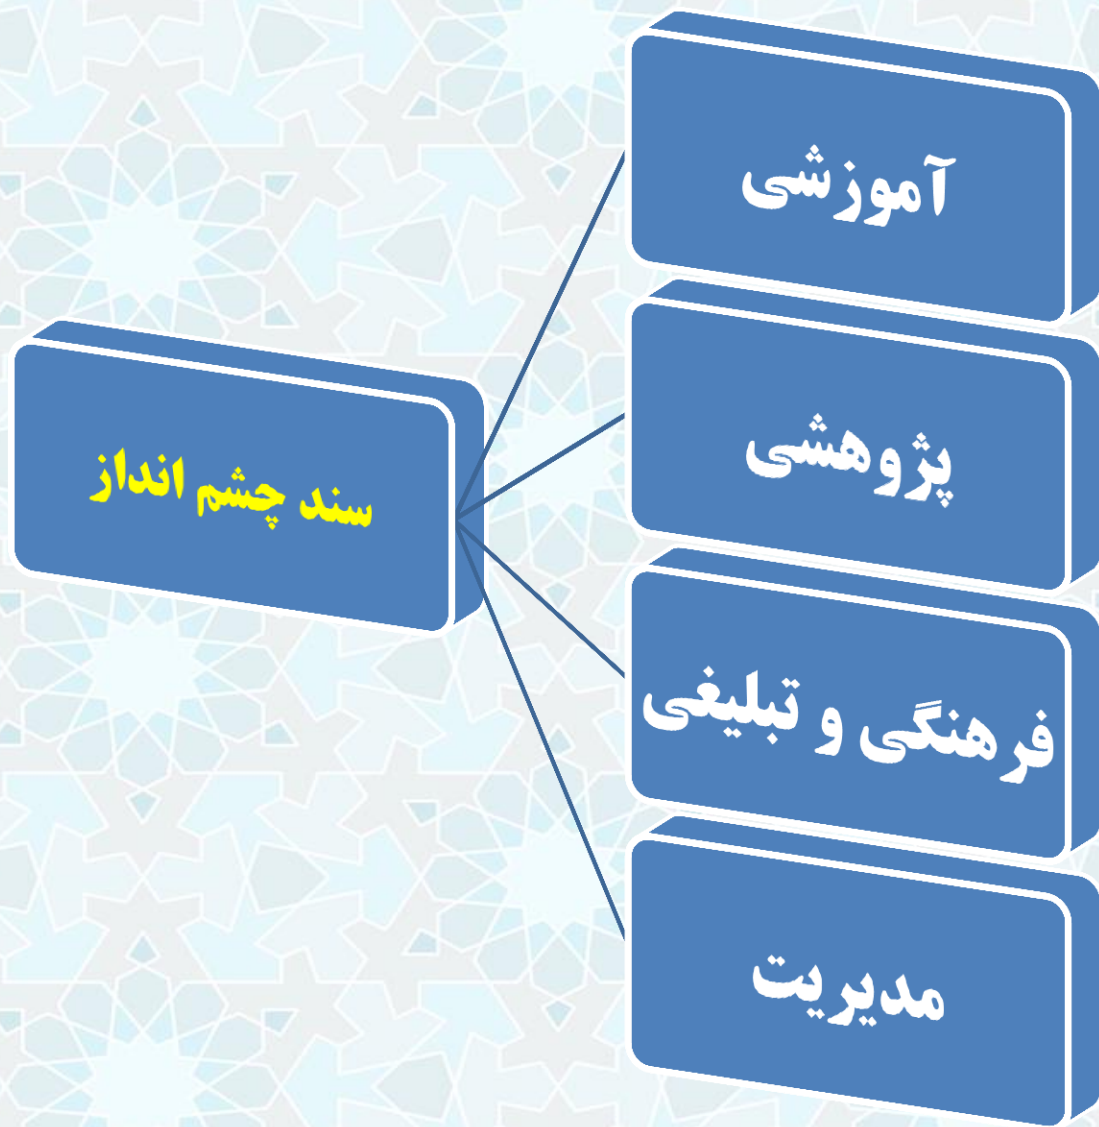 سند چشم انداز
آموزشی
پژوهشی
فرهنگی و تبلیغی
مدیریت